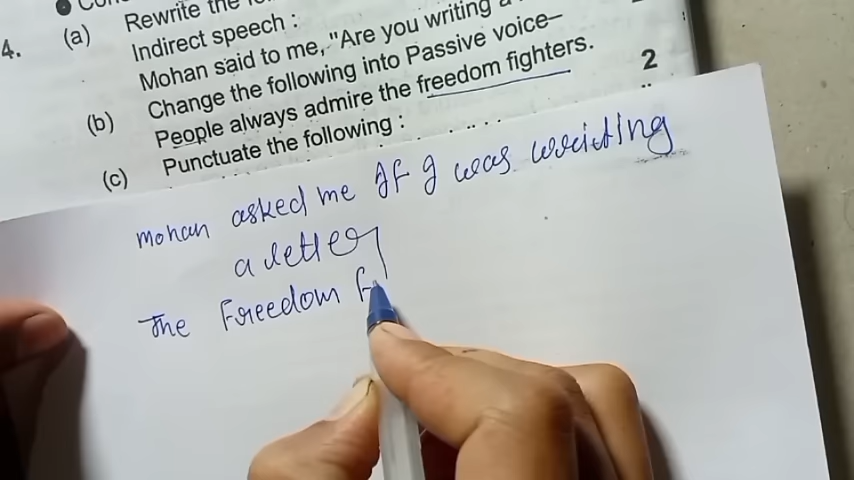 4. (a) Rewrite the
Indirect speech :
Mohan said to me, "Are you writing a
(b) Change the following into Passive voice–
People always admire the freedom fighters.
2
(c) Punctuate the following :
Mohan asked me If I was writing
a letter
The Freedom f